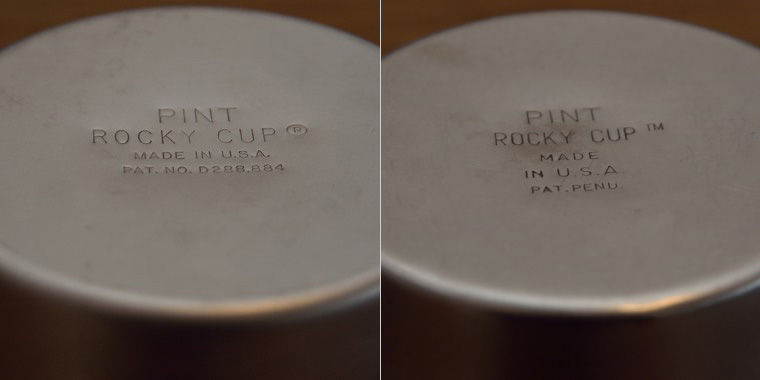 PINT
ROCKY CUP®
MADE IN U.S.A.
PAT. NO. D288,884
PINT
ROCKY CUP™
MADE
IN U.S.A
PAT.PEND